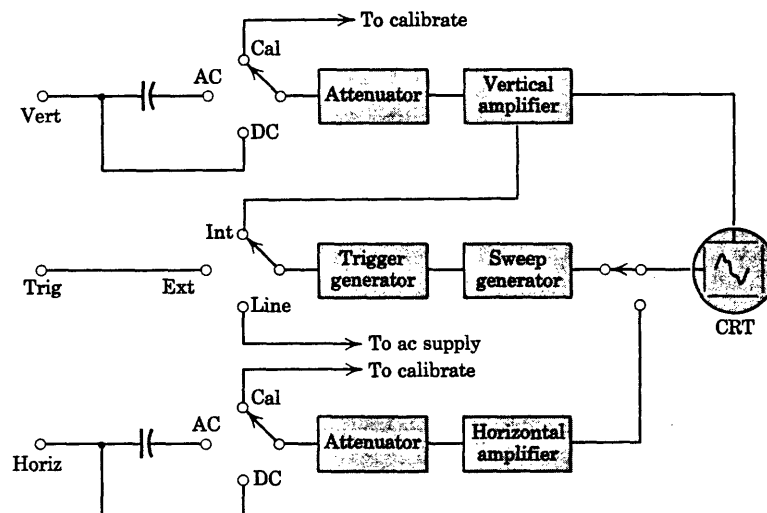 To calibrate
Cal
AC
Vert
DC
Attenuator
Vertical
amplifier
Int
Trig
Ext
Line
Trigger
generator
Sweep
generator
CRT
To ac supply
To calibrate
Cal
AC
Horiz
DC
Attenuator
Horizontal
amplifier